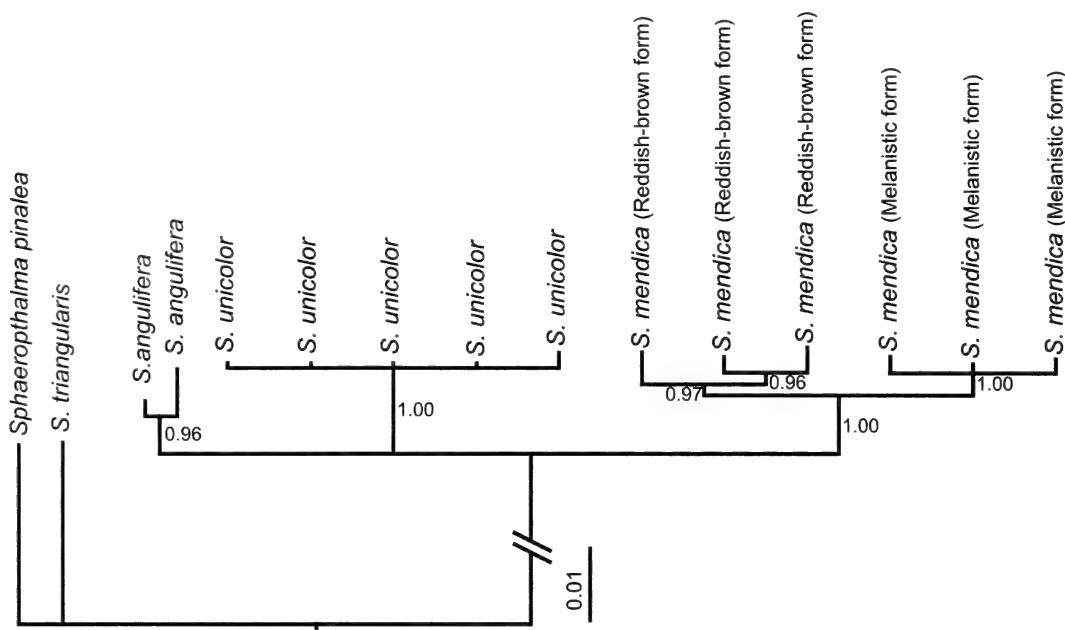 Sphaeropthalma pinalea
S. triangularis
S.angulifera
S. angulifera
S. unicolor
S. unicolor
S. unicolor
S. unicolor
S. unicolor
S. mendica (Reddish-brown form)
S. mendica (Reddish-brown form)
S. mendica (Reddish-brown form)
S. mendica (Melanistic form)
S. mendica (Melanistic form)
S. mendica (Melanistic form)
0.96
1.00
0.97
0.96
1.00
1.00
0.01